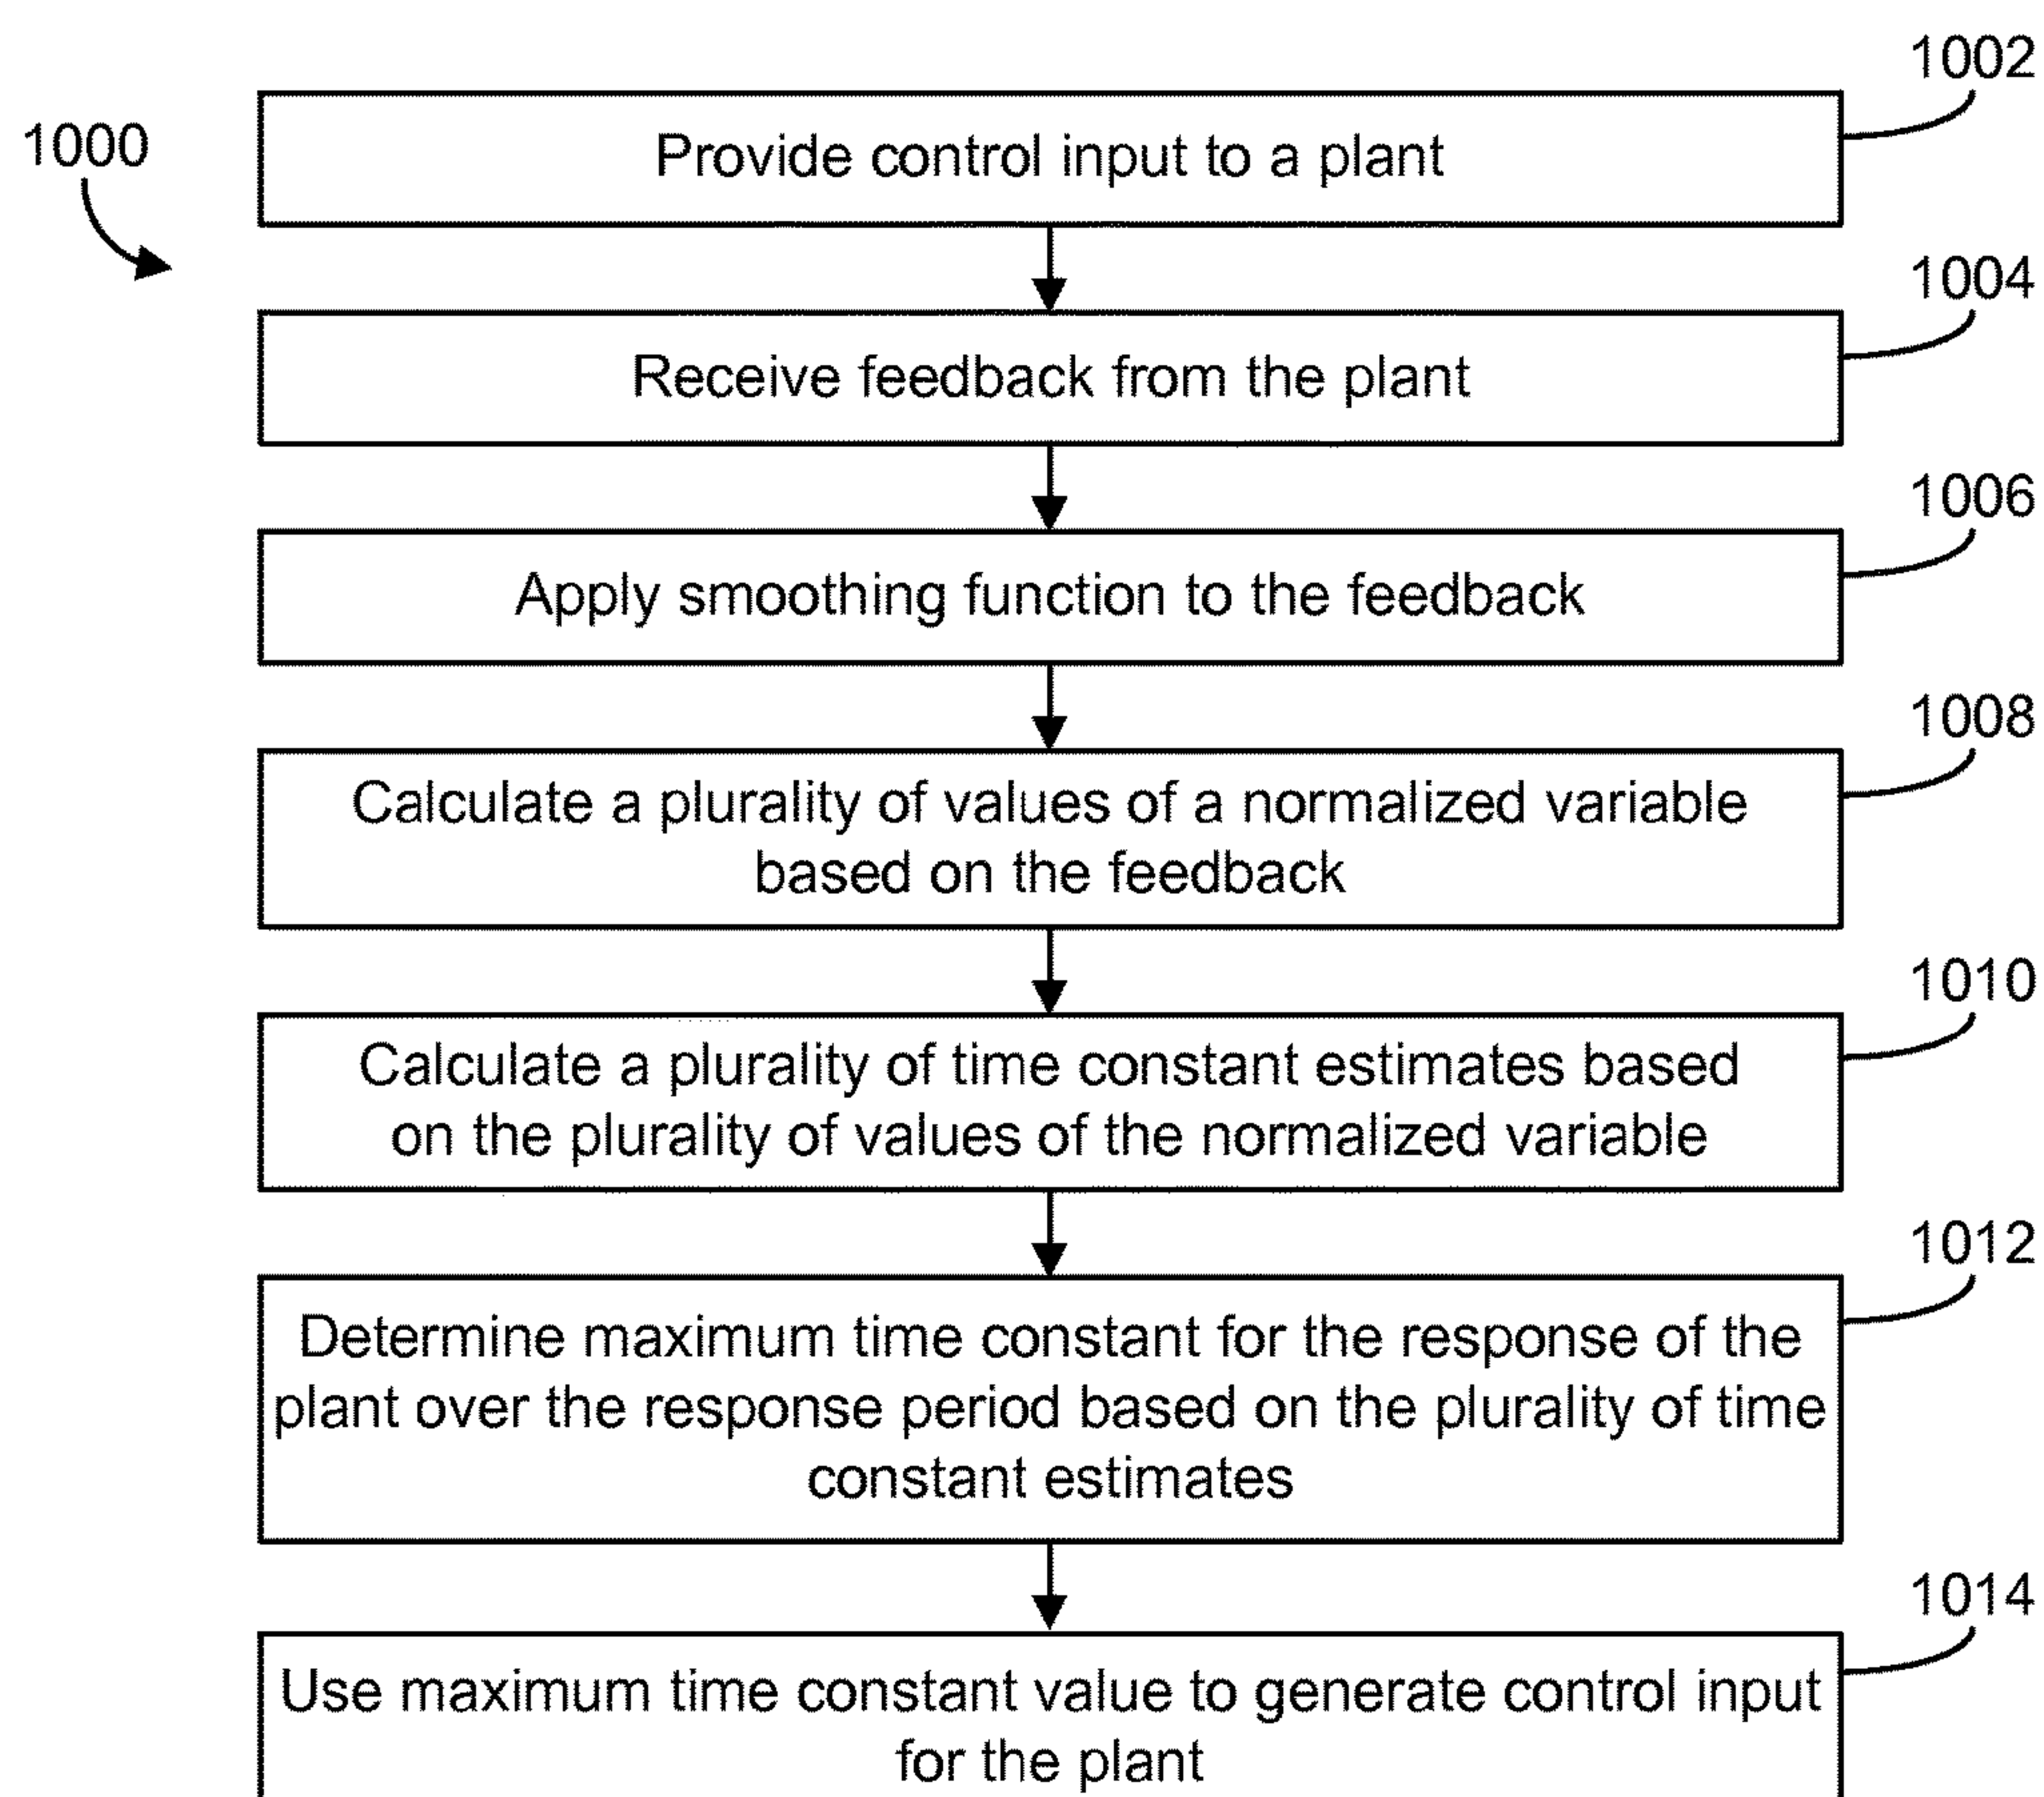 1002
1000
Provide control input to a plant
1004
Receive feedback from the plant
1006
Apply smoothing function to the feedback
1008
Calculate a plurality of values of a normalized variable
based on the feedback
1010
Calculate a plurality of time constant estimates based
on the plurality of values of the normalized variable
1012
Determine maximum time constant for the response of the
plant over the response period based on the plurality of time
constant estimates
1014
Use maximum time constant value to generate control input
for the plant